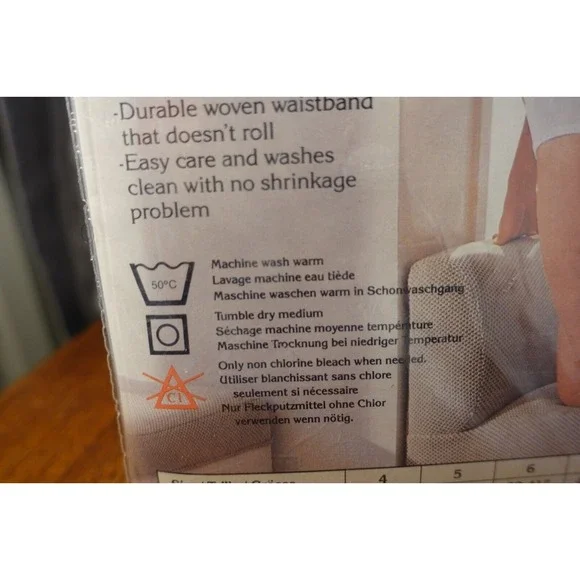 -Durable woven waistband
that doesn't roll
-Easy care and washes
clean with no shrinkage
problem
50°C
Machine wash warm
Lavage machine eau tiède
Maschine waschen warm in Schonwaschgang
Tumble dry medium
Séchage machine moyenne température
Maschine Trocknung bei niedriger Temperatur
Only non chlorine bleach when needed.
Utiliser blanchissant sans chlore
seulement si nécessaire
Nur Fleckputzmittel ohne Chlor
verwenden wenn nötig.
C1
4 5 6